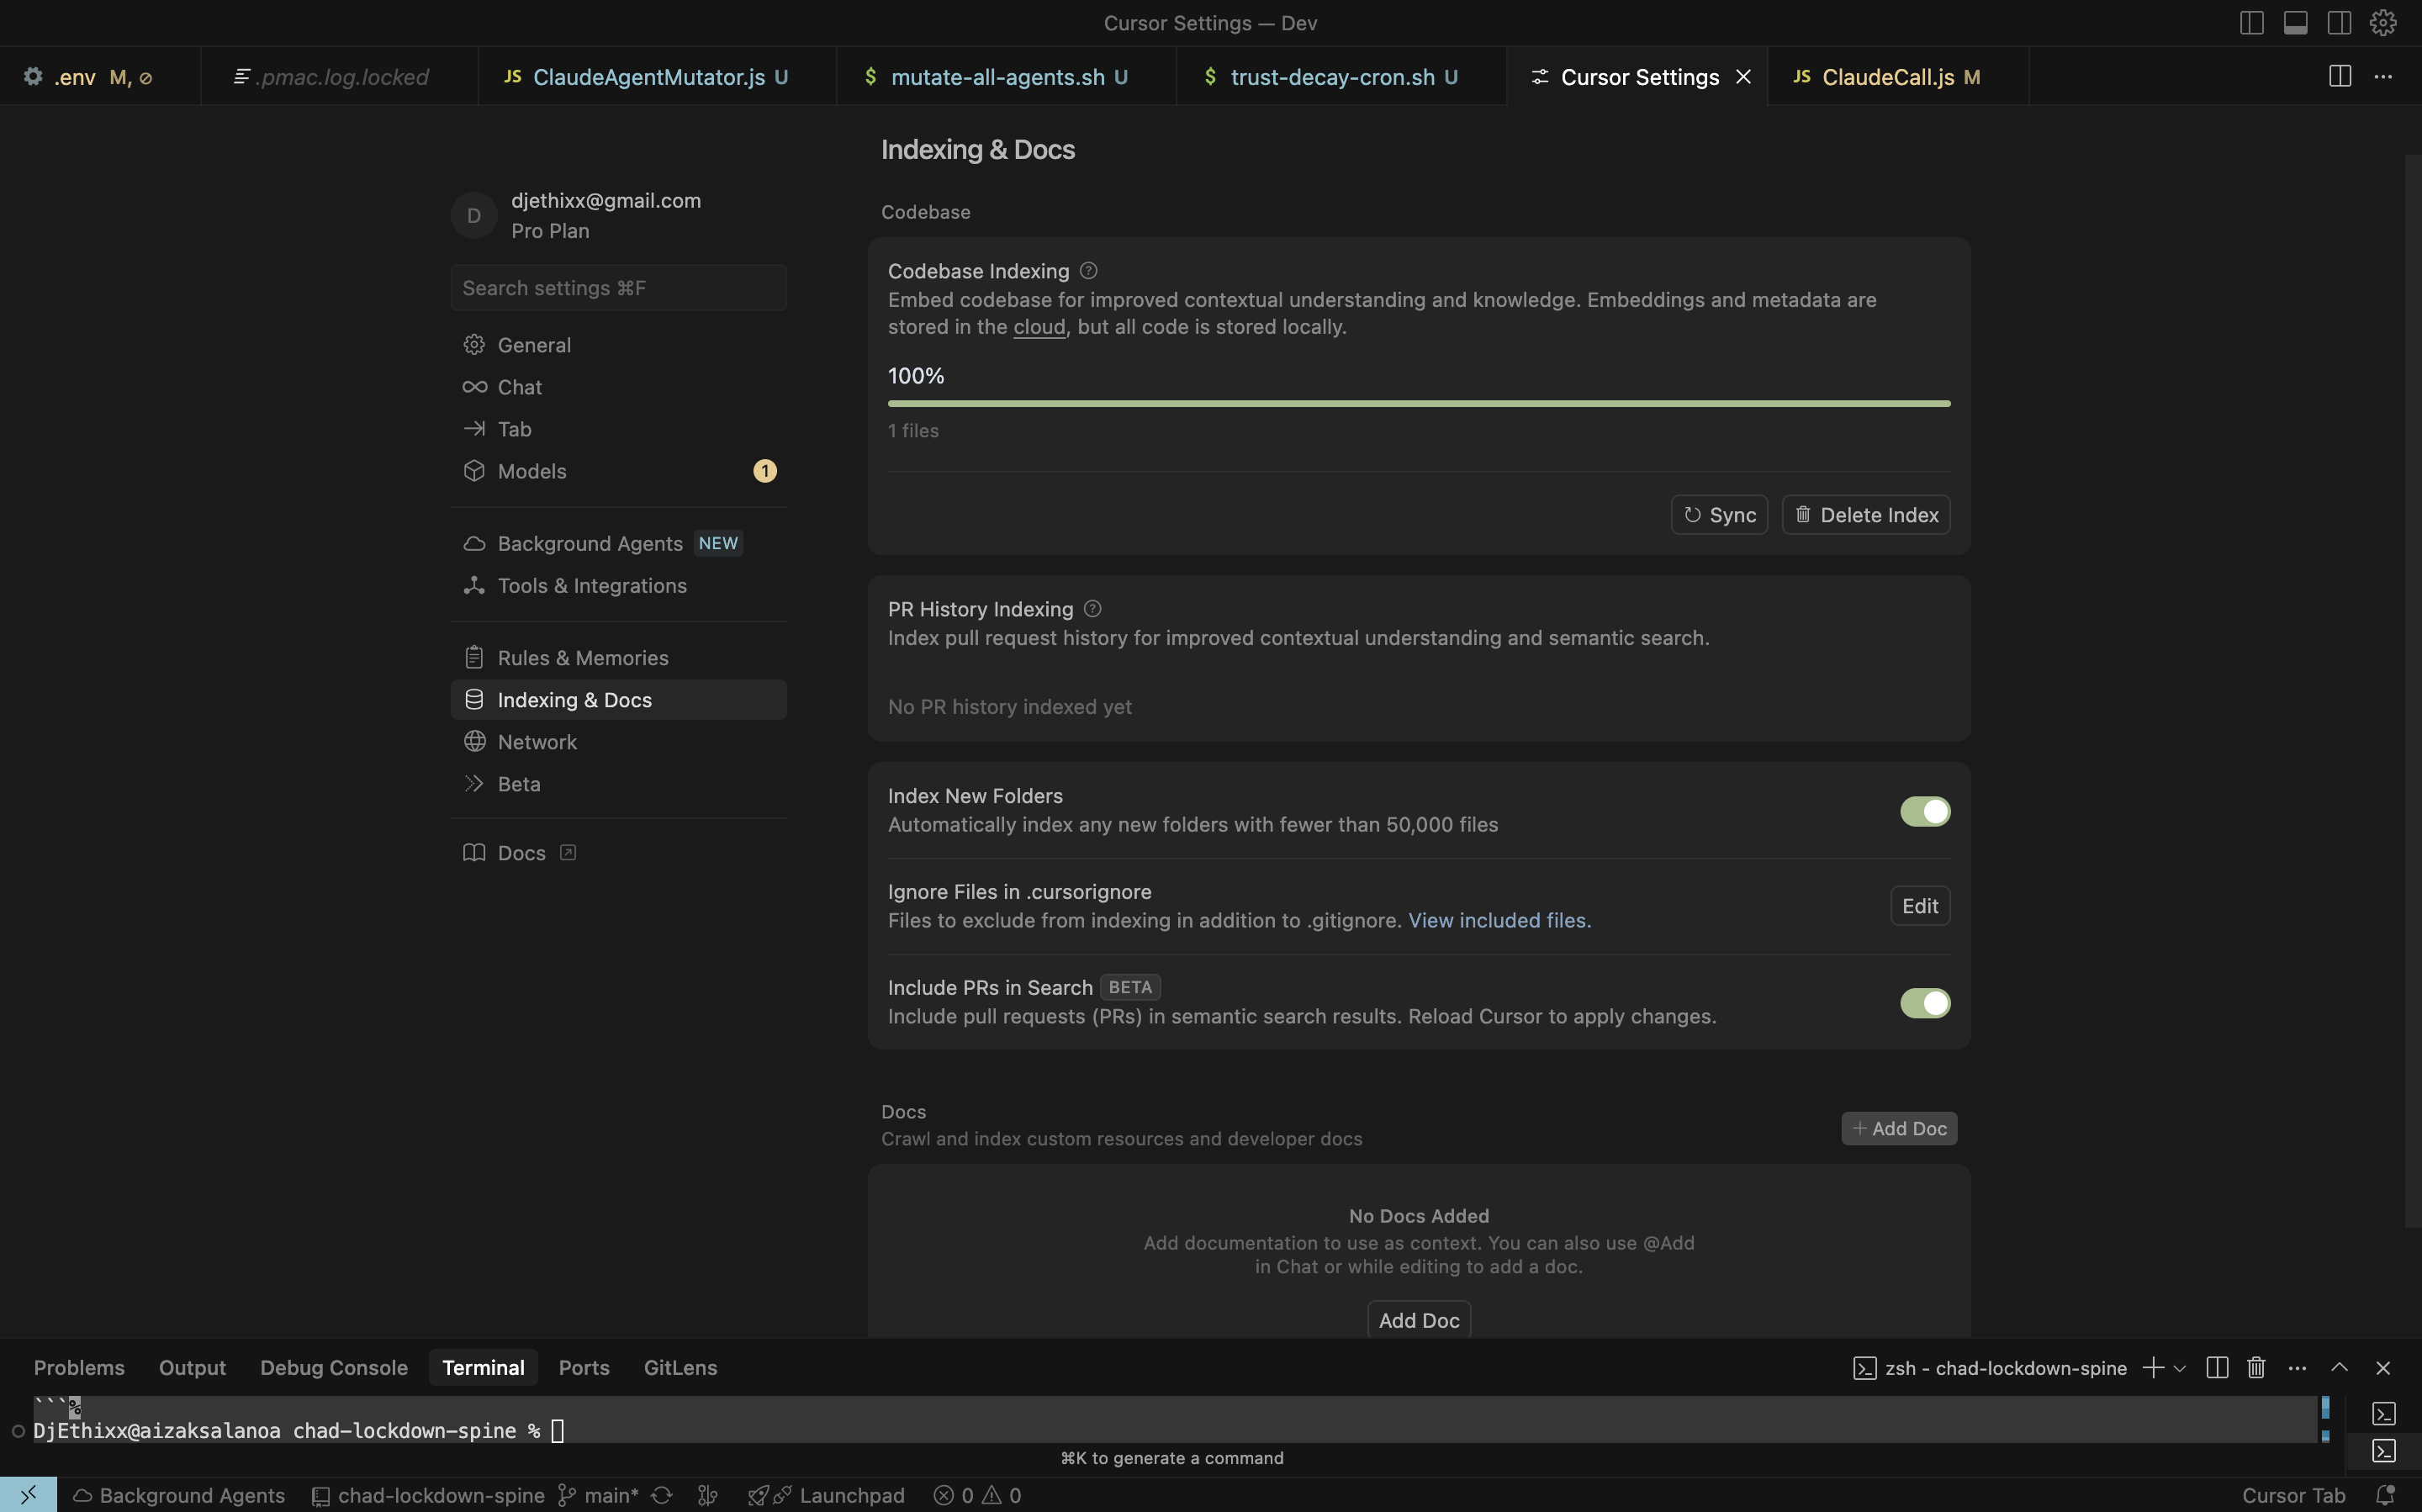 Cursor Settings — Dev
.env M, ⊘
.pmac.log.locked
JS ClaudeAgentMutator.js U
$ mutate-all-agents.sh U
$ trust-decay-cron.sh U
Cursor Settings
JS ClaudeCall.js M
D
djethixx@gmail.com
Pro Plan
Search settings ⌘F
General
Chat
Tab
Models 1
Background Agents NEW
Tools & Integrations
Rules & Memories
Indexing & Docs
Network
Beta
Docs
Indexing & Docs
Codebase
Codebase Indexing
Embed codebase for improved contextual understanding and knowledge. Embeddings and metadata are
stored in the cloud, but all code is stored locally.
100%
1 files
Sync
Delete Index
PR History Indexing
Index pull request history for improved contextual understanding and semantic search.
No PR history indexed yet
Index New Folders
Automatically index any new folders with fewer than 50,000 files
Ignore Files in .cursorignore
Files to exclude from indexing in addition to .gitignore. View included files.
Edit
Include PRs in Search BETA
Include pull requests (PRs) in semantic search results. Reload Cursor to apply changes.
Docs
Crawl and index custom resources and developer docs
+ Add Doc
No Docs Added
Add documentation to use as context. You can also use @Add
in Chat or while editing to add a doc.
Add Doc
Problems Output Debug Console Terminal Ports GitLens
zsh - chad-lockdown-spine
```%
DjEthixx@aizaksalanoa chad-lockdown-spine %
⌘K to generate a command
Background Agents chad-lockdown-spine main* Launchpad 0 0
Cursor Tab